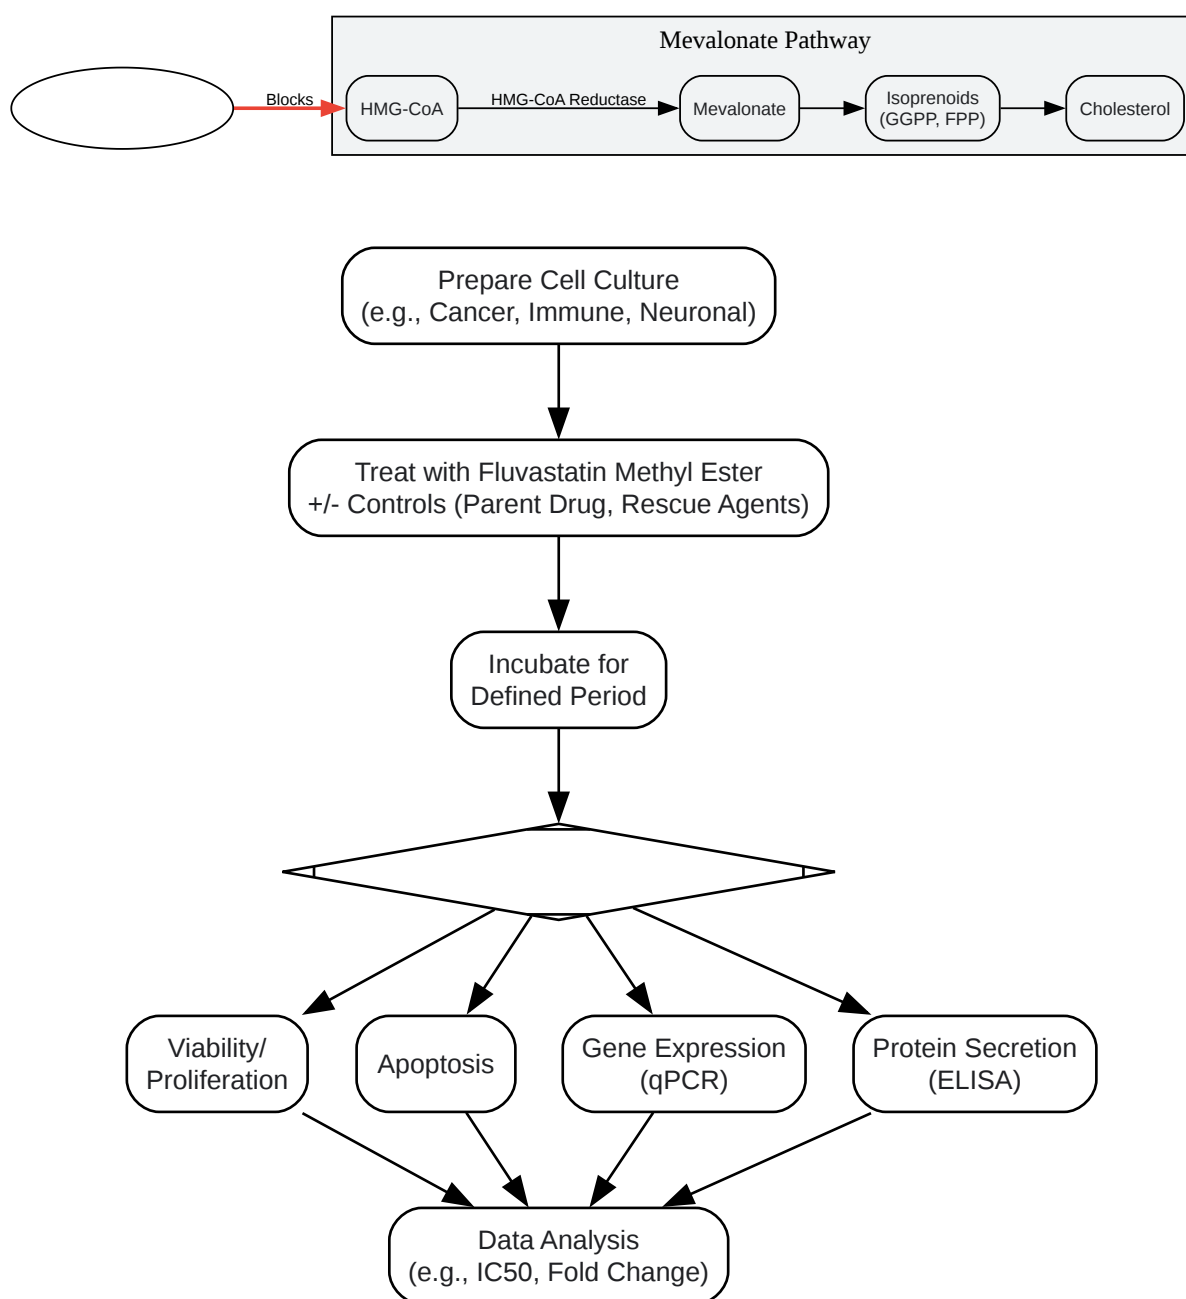 Mevalonate Pathway
Blocks
HMG-CoA
HMG-CoA Reductase
Mevalonate
Isoprenoids
(GGPP, FPP)
Cholesterol
Prepare Cell Culture
(e.g., Cancer, Immune, Neuronal)
Treat with Fluvastatin Methyl Ester
+/- Controls (Parent Drug, Rescue Agents)
Incubate for
Defined Period
Viability/
Proliferation
Apoptosis
Gene Expression
(qPCR)
Protein Secretion
(ELISA)
Data Analysis
(e.g., IC50, Fold Change)